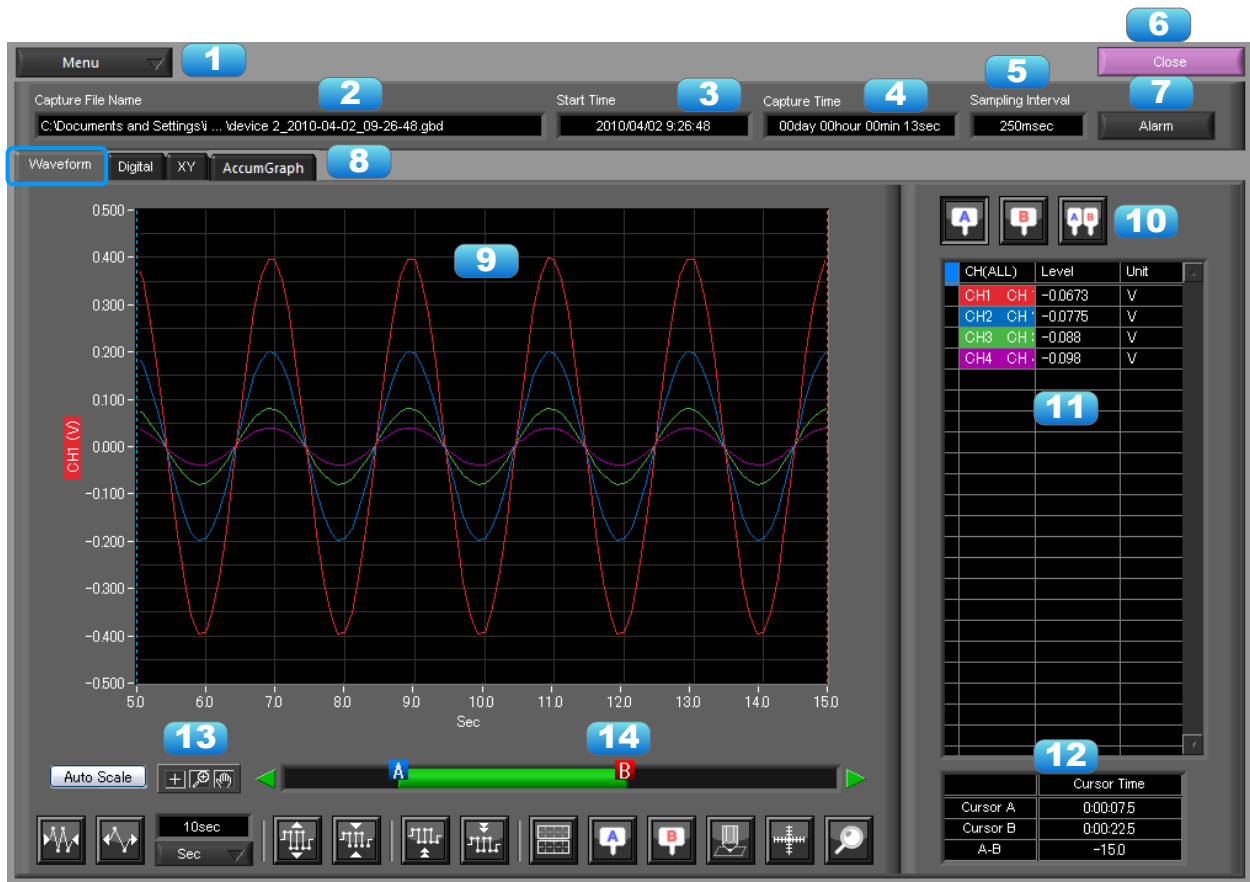 6
Menu
1
Close
5
Capture File Name
2
Start Time
3
Capture Time
4
Sampling Interval
7
C:\Documents and Settings\i ... \device 2_2010-04-02_09-26-48.gbd
2010/04/02 9:26:48
00day 00hour 00min 13sec
250msec
Alarm
Waveform
Digital
XY
AccumGraph
8
0.500
0.400
0.300
0.200
0.100
0.000
-0.100
-0.200
-0.300
-0.400
-0.500
CH1 (V)
9
5.0 6.0 7.0 8.0 9.0 10.0 11.0 12.0 13.0 14.0 15.0
Sec
A
B
A B
10
CH(ALL) Level Unit
CH1 CH -0.0673 V
CH2 CH -0.0775 V
CH3 CH -0.088 V
CH4 CH -0.098 V
11
13
14
Auto Scale
A
B
10sec
Sec
A
B
12
Cursor Time
Cursor A 0:00:07.5
Cursor B 0:00:22.5
A-B -15.0